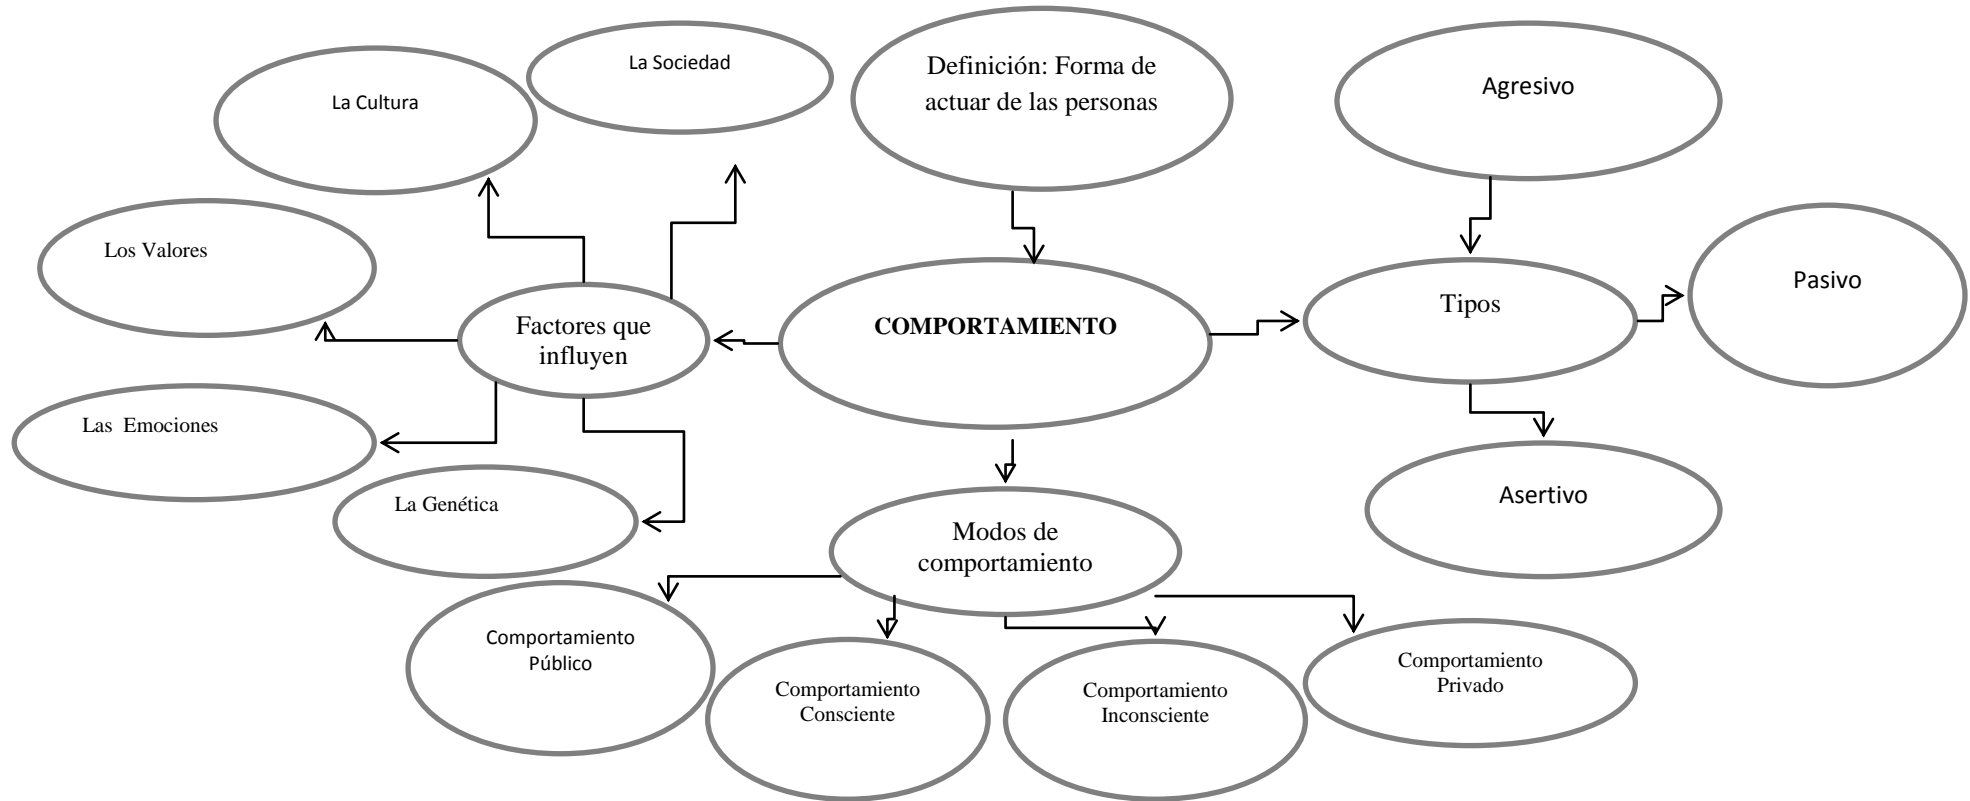 La Sociedad
La Cultura
Definición: Forma de
actuar de las personas
Agresivo
Los Valores
Factores que
influyen
COMPORTAMIENTO
Tipos
Pasivo
Las Emociones
La Genética
Asertivo
Modos de
comportamiento
Comportamiento
Público
Comportamiento
Consciente
Comportamiento
Inconsciente
Comportamiento
Privado